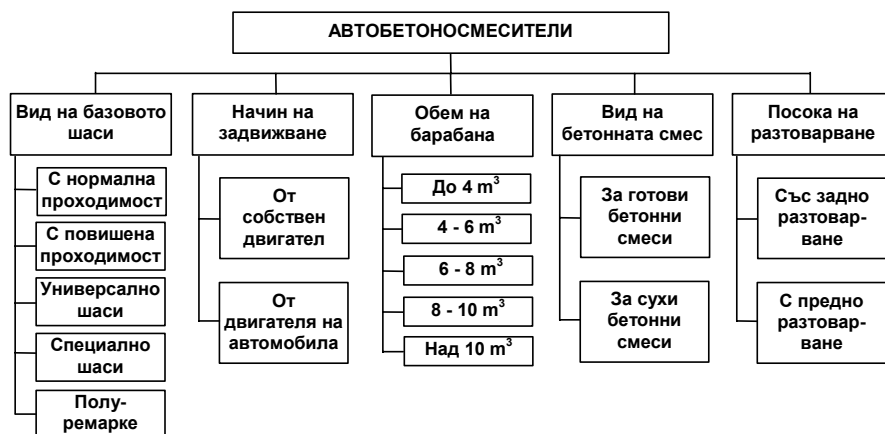 АВТОБЕТОНОСМЕСИТЕЛИ
Вид на базовото
шаси
С нормална
проходимост
С повишена
проходимост
Универсално
шаси
Специално
шаси
Полу-
ремарке
Начин на
задвижване
От
собствен
двигател
От
двигателя на
автомобила
Обем на
барабана
До 4 m³
4 - 6 m³
6 - 8 m³
8 - 10 m³
Над 10 m³
Вид на
бетонната смес
За готови
бетонни
смеси
За сухи
бетонни
смеси
Посока на
разтоварване
Със задно
разтовар-
ване
С предно
разтовар-
ване